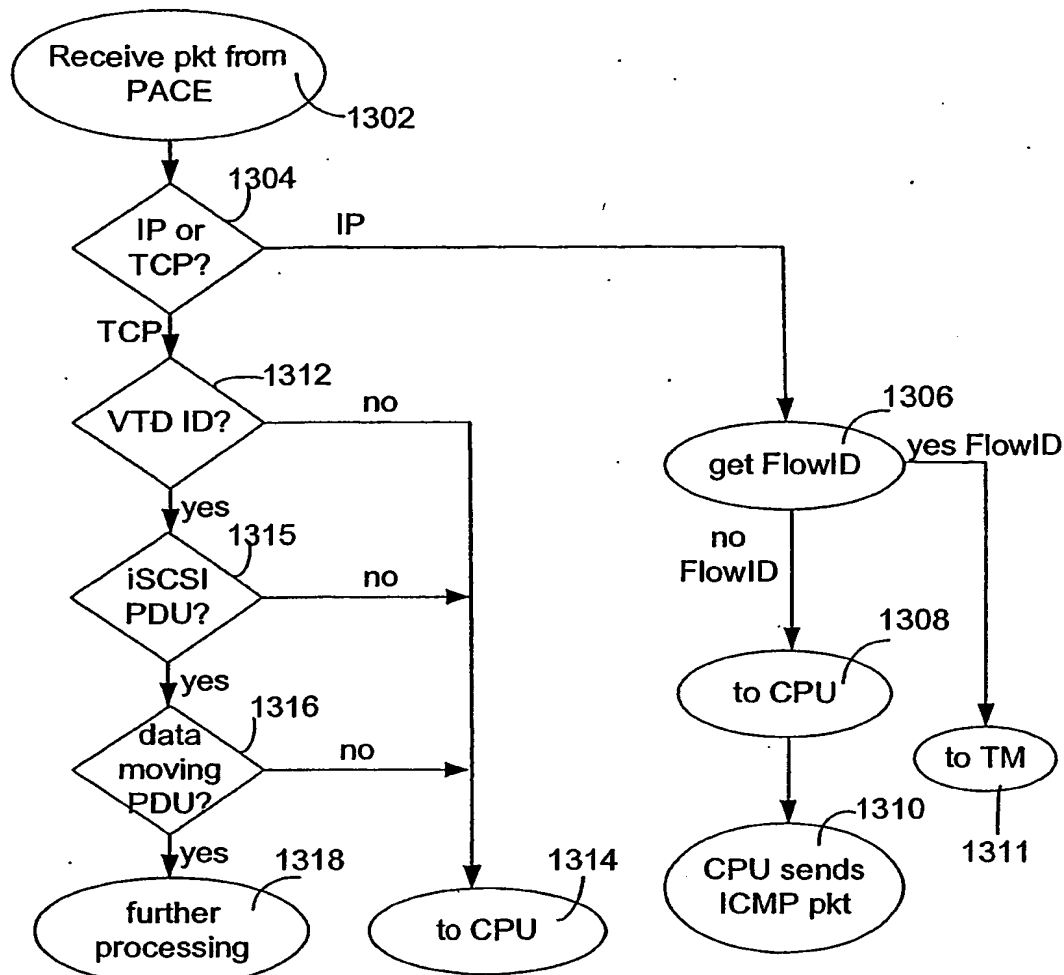 Receive pkt from
PACE
1302
1304
IP or
TCP?
IP
TCP
1312
VTD ID?
no
1306
get FlowID
yes FlowID
yes
1315
iSCSI
PDU?
no
no
FlowID
1308
to CPU
yes
1316
data
moving
PDU?
no
to TM
1311
1310
CPU sends
ICMP pkt
yes
1318
further
processing
1314
to CPU